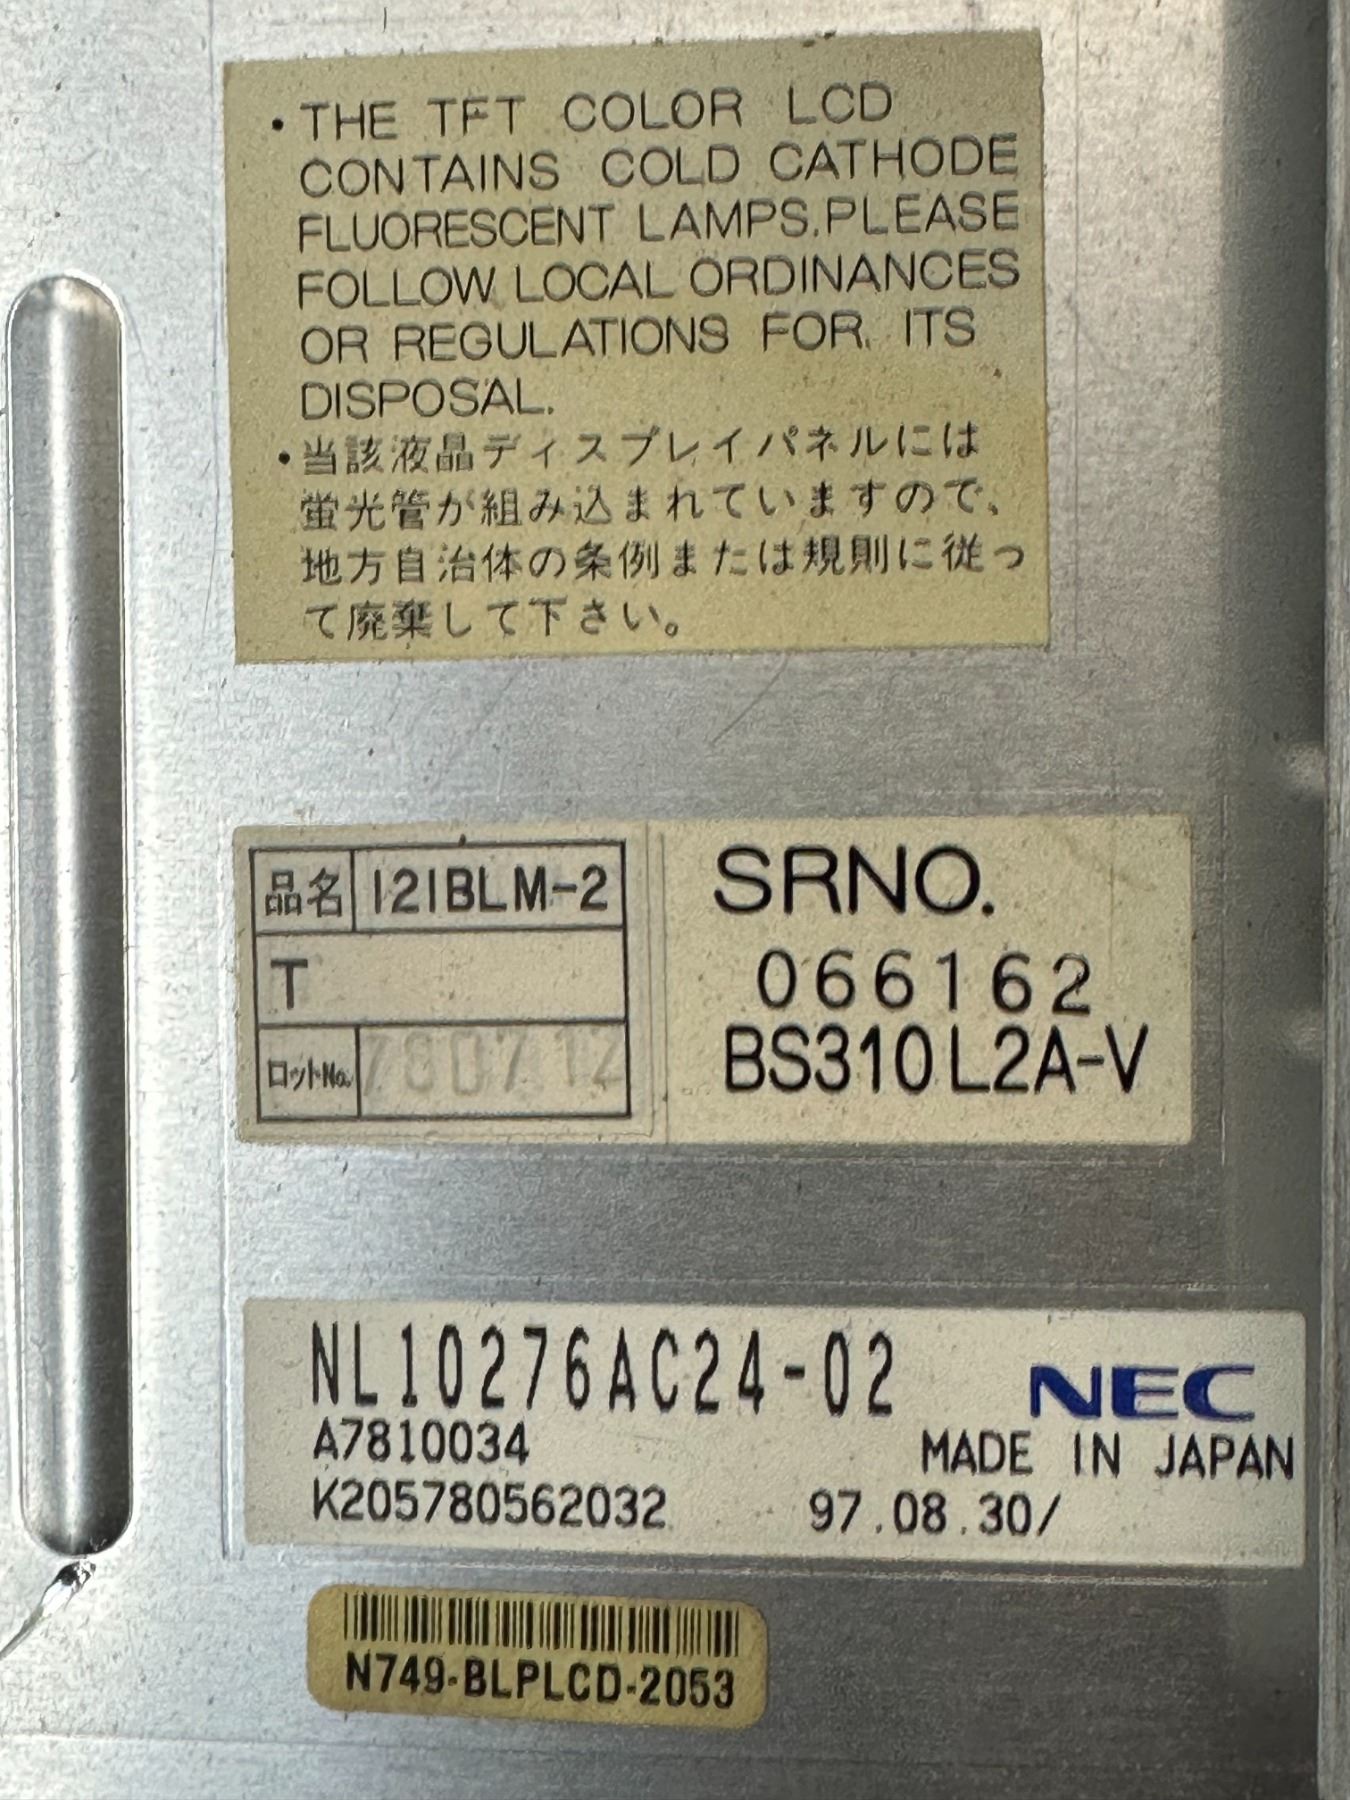 ・THE TFT COLOR LCD
CONTAINS COLD CATHODE
FLUORESCENT LAMPS.PLEASE
FOLLOW LOCAL ORDINANCES
OR REGULATIONS FOR ITS
DISPOSAL.
・当該液晶ディスプレイパネルには
蛍光管が組み込まれていますので、
地方自治体の条例または規則に従っ
て廃棄して下さい。
品名 121BLM-2
T
ロットNo.
SRNO.
066162
BS310L2A-V
NL10276AC24-02
NEC
A7810034
MADE IN JAPAN
K205780562032 97.08.30/
N749-BLPLCD-2053